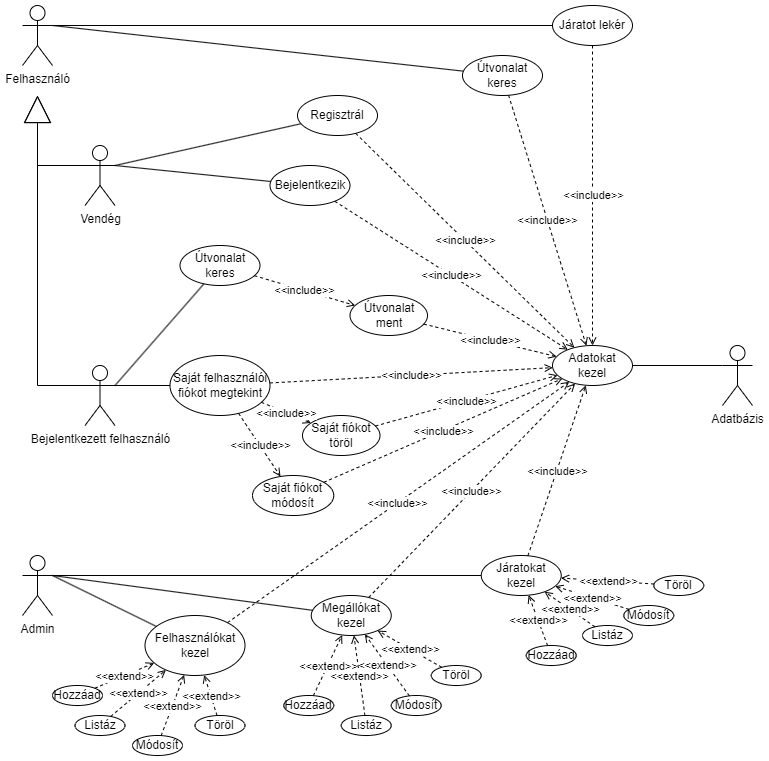 Járatot lekér
Felhasználó
Útvonalat
keres
Regisztrál
Bejelentkezik
<<include>>
<<include>>
Vendég
<<include>>
<<include>>
Útvonalat
keres
<<include>>
Útvonalat
ment
<<include>>
Adatokat
kezel
Adatbázis
Saját felhasználói
fiókot megtekint
<<include>>
<<include>>
<<include>>
Saját fiókot
töröl
<<include>>
<<include>>
Bejelentkezett felhasználó
Saját fiókot
módosít
<<include>>
<<include>>
<<include>>
Admin
Járatokat
kezel
<<extend>>
Töröl
<<extend>>
Módosít
<<extend>>
Listáz
<<extend>>
Hozzáad
Megállókat
kezel
<<extend>>
Töröl
<<extend>>
Módosít
<<extend>>
Listáz
<<extend>>
Hozzáad
Felhasználókat
kezel
<<extend>>
Hozzáad
<<extend>>
Listáz
<<extend>>
Módosít
<<extend>>
Töröl